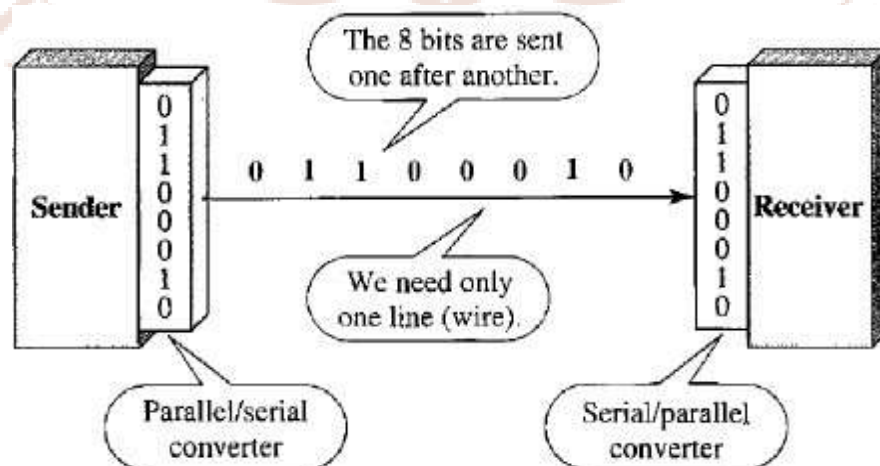 The 8 bits are sent
one after another.
0 1 1 0 0 0 1 0
Sender
0
1
1
0
0
0
1
0
0
1
1
0
0
0
1
0
Receiver
We need only
one line (wire).
Parallel/serial
converter
Serial/parallel
converter